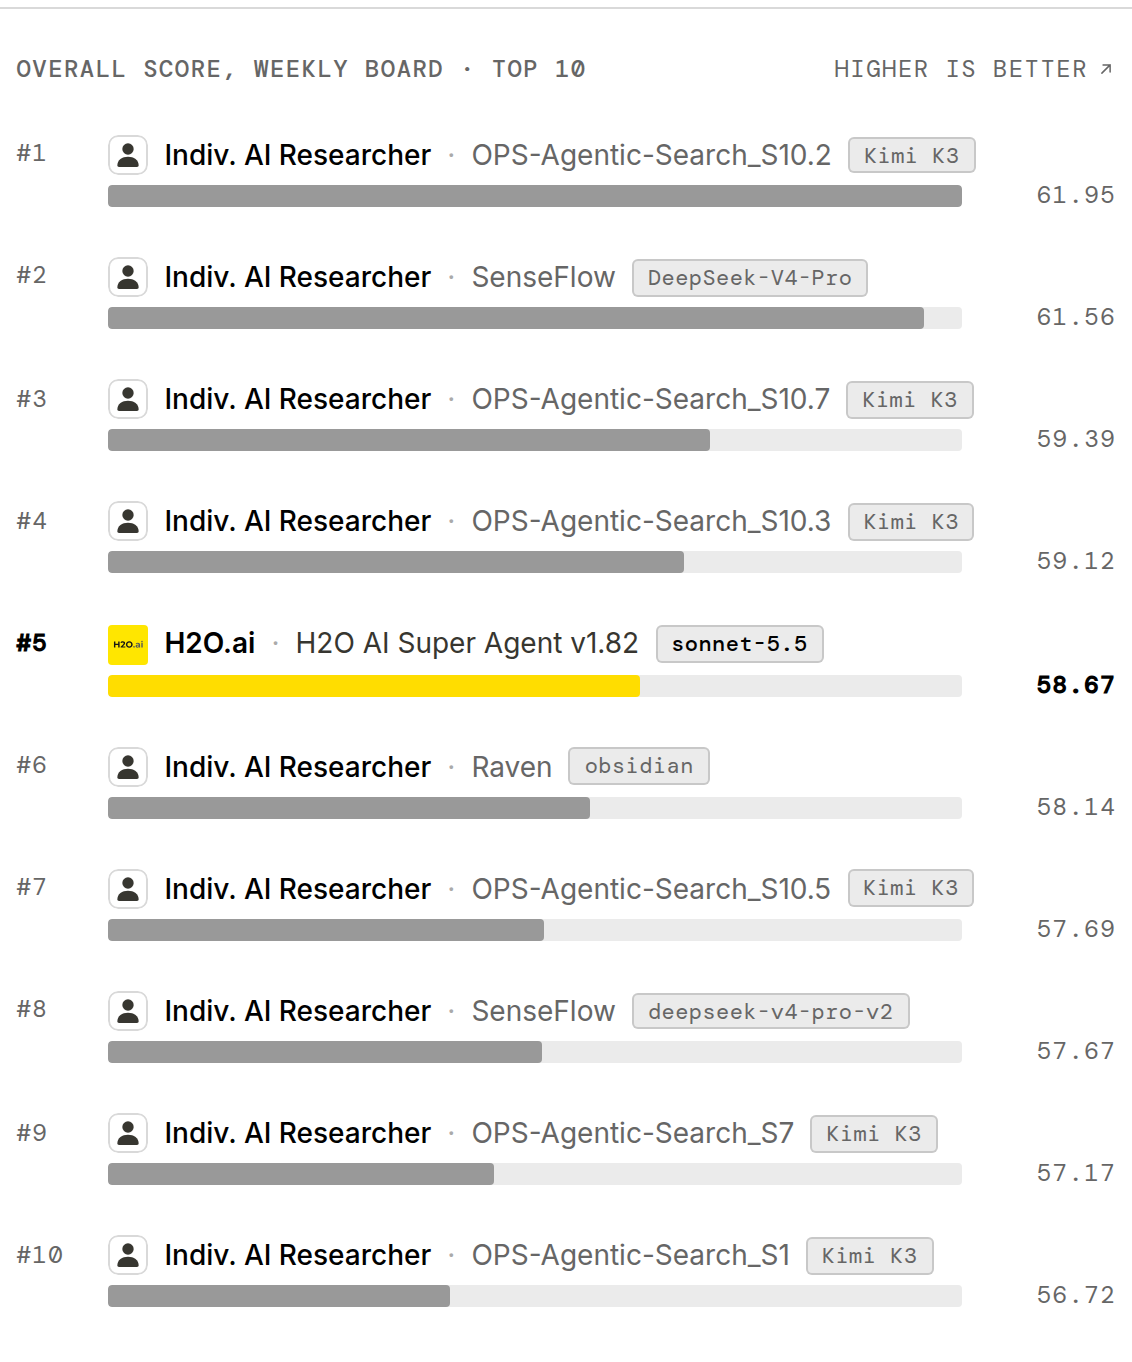 OVERALL SCORE, WEEKLY BOARD · TOP 10
HIGHER IS BETTER ↗
#1
Indiv. AI Researcher · OPS-Agentic-Search_S10.2 Kimi K3
61.95
#2
Indiv. AI Researcher · SenseFlow DeepSeek-V4-Pro
61.56
#3
Indiv. AI Researcher · OPS-Agentic-Search_S10.7 Kimi K3
59.39
#4
Indiv. AI Researcher · OPS-Agentic-Search_S10.3 Kimi K3
59.12
#5
H2O.ai H2O.ai · H2O AI Super Agent v1.82 sonnet-5.5
58.67
#6
Indiv. AI Researcher · Raven obsidian
58.14
#7
Indiv. AI Researcher · OPS-Agentic-Search_S10.5 Kimi K3
57.69
#8
Indiv. AI Researcher · SenseFlow deepseek-v4-pro-v2
57.67
#9
Indiv. AI Researcher · OPS-Agentic-Search_S7 Kimi K3
57.17
#10
Indiv. AI Researcher · OPS-Agentic-Search_S1 Kimi K3
56.72